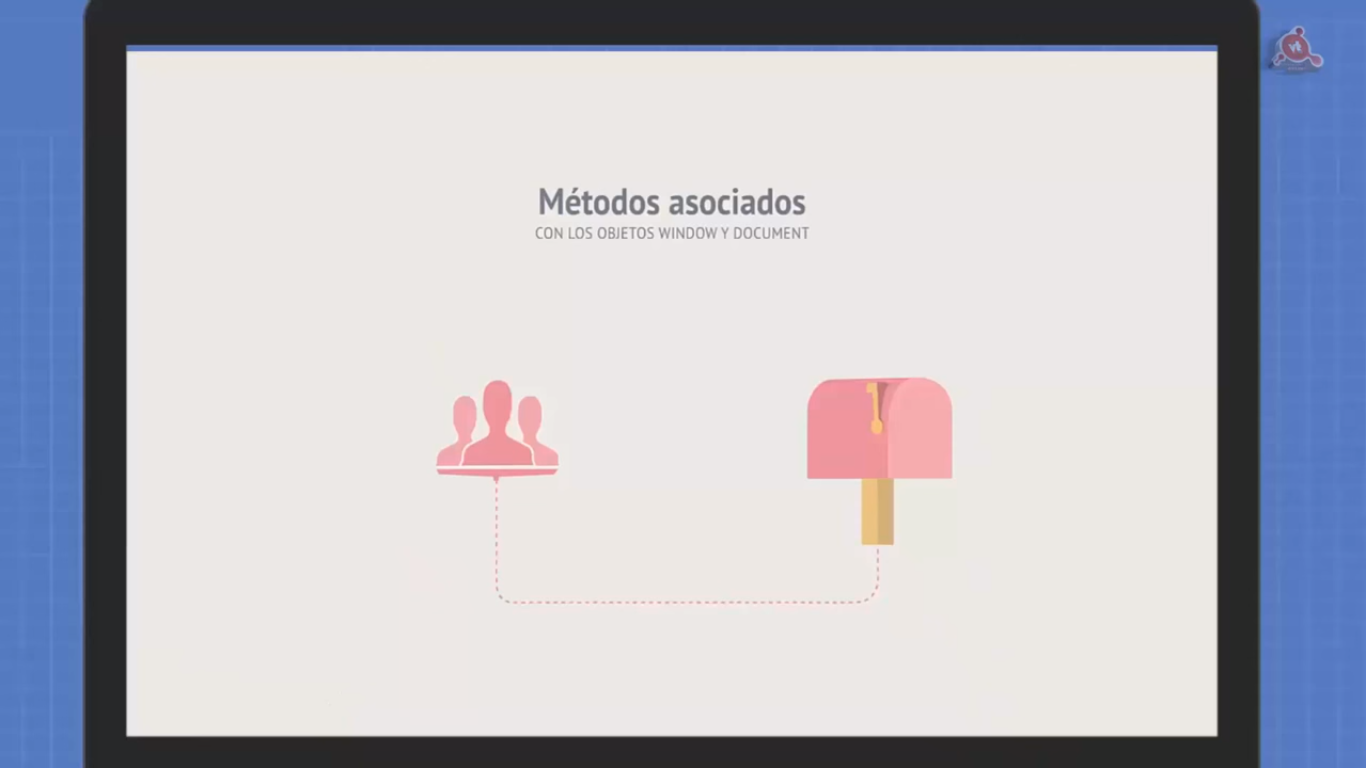 Métodos asociados
CON LOS OBJETOS WINDOW Y DOCUMENT